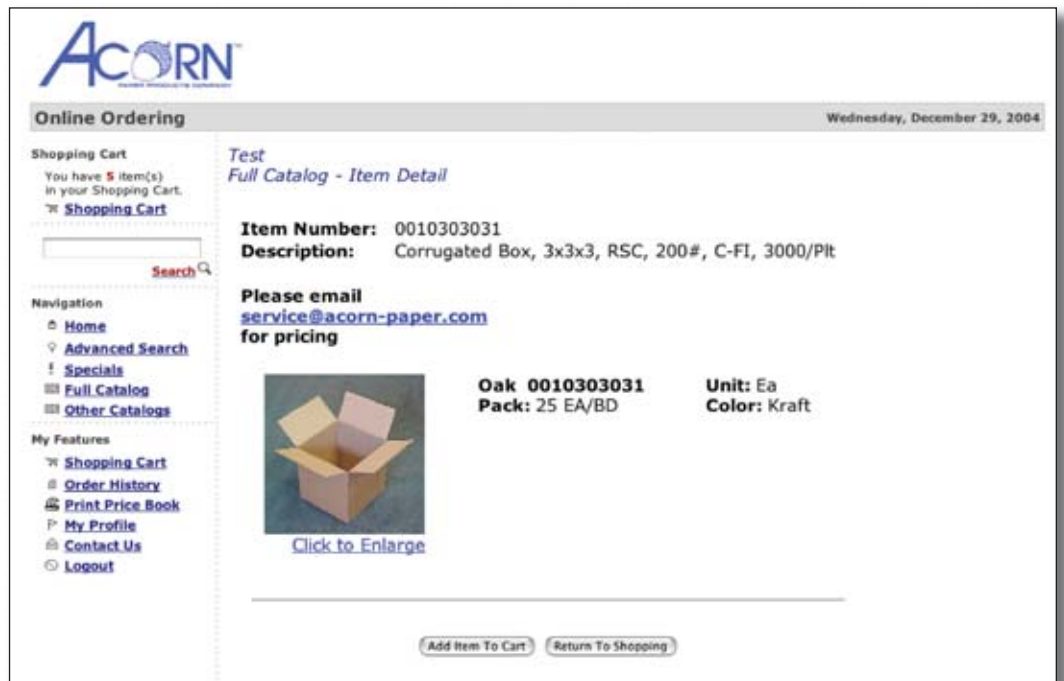 ACORN™
PAPER PRODUCTS COMPANY
Online Ordering
Wednesday, December 29, 2004
Shopping Cart
You have 5 item(s)
in your Shopping Cart.
Shopping Cart
Search
Navigation
Home
Advanced Search
Specials
Full Catalog
Other Catalogs
My Features
Shopping Cart
Order History
Print Price Book
My Profile
Contact Us
Logout
Test
Full Catalog - Item Detail
Item Number: 0010303031
Description: Corrugated Box, 3x3x3, RSC, 200#, C-FI, 3000/Plt
Please email
service@acorn-paper.com
for pricing
Oak 0010303031 Unit: Ea
Pack: 25 EA/BD Color: Kraft
Click to Enlarge
Add Item To Cart Return To Shopping